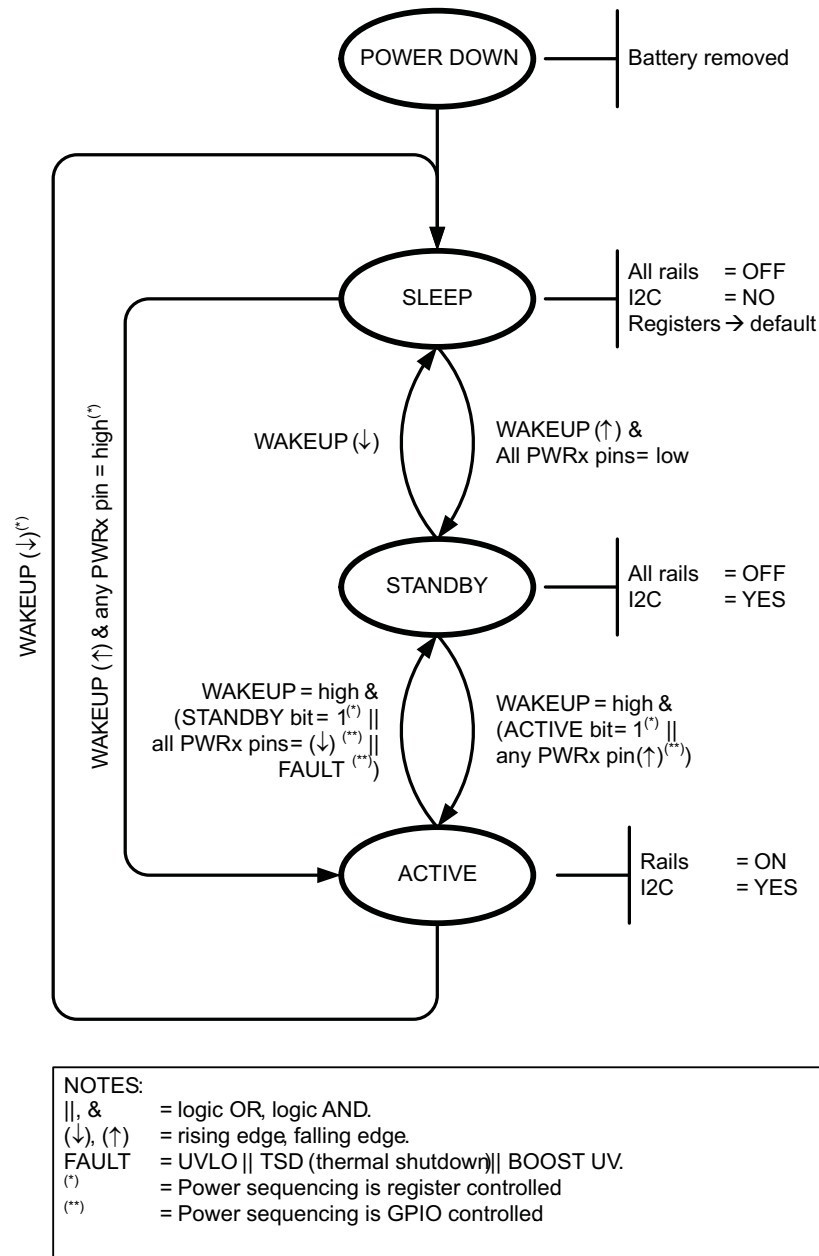 POWER DOWN
Battery removed
SLEEP
All rails = OFF
I2C = NO
Registers → default
WAKEUP (↓)
WAKEUP (↑) &
All PWRx pins= low
WAKEUP (↓)(*)
WAKEUP (↑) & any PWRx pin = high(*)
STANDBY
All rails = OFF
I2C = YES
WAKEUP = high &
(STANDBY bit= 1(*) ||
all PWRx pins= (↓) (**) ||
FAULT (**))
WAKEUP = high &
(ACTIVE bit= 1(*) ||
any PWRx pin(↑)(**))
ACTIVE
Rails = ON
I2C = YES
NOTES:
||, & = logic OR, logic AND.
(↓), (↑) = rising edge, falling edge.
FAULT = UVLO || TSD (thermal shutdown)|| BOOST UV.
(*) = Power sequencing is register controlled
(**) = Power sequencing is GPIO controlled